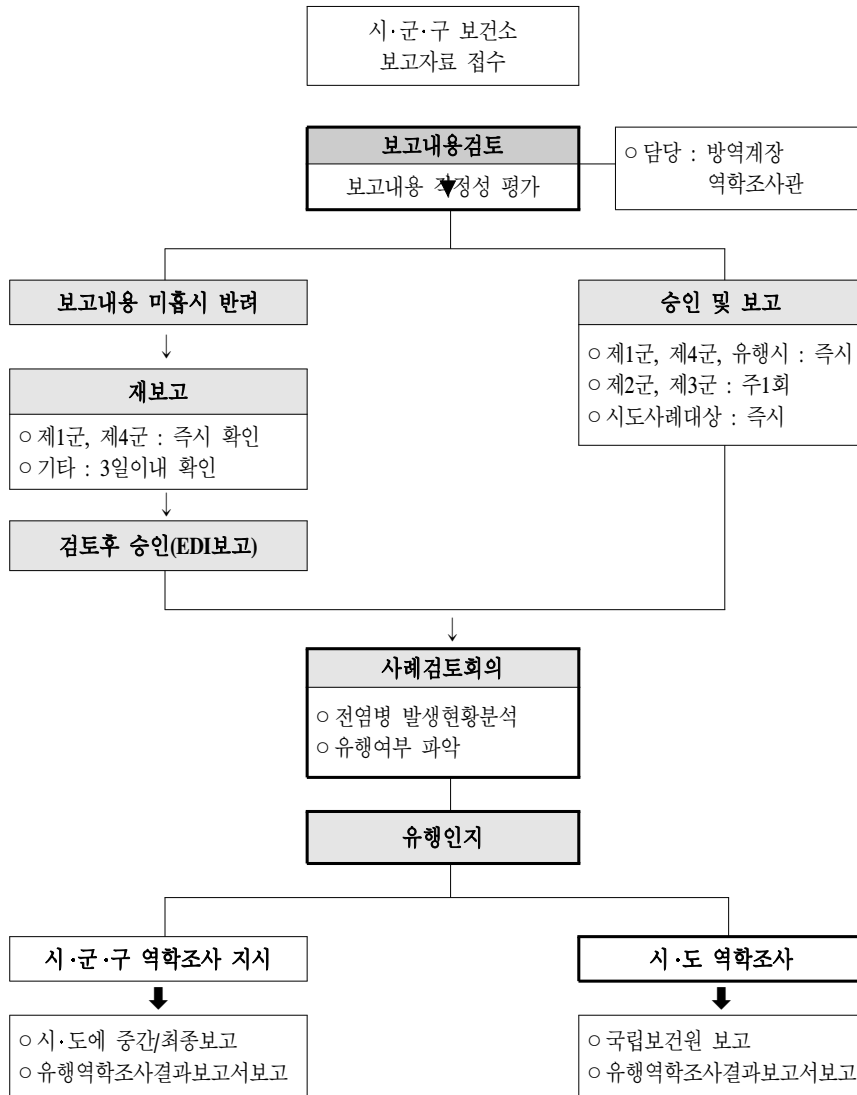 시·군·구 보건소
보고자료 접수
보고내용검토
보고내용 적정성 평가
○ 담당 : 방역계장
역학조사관
보고내용 미흡시 반려
재보고
○ 제1군, 제4군 : 즉시 확인
○ 기타 : 3일이내 확인
검토후 승인(EDI보고)
승인 및 보고
○ 제1군, 제4군, 유행시 : 즉시
○ 제2군, 제3군 : 주1회
○ 시도사례대상 : 즉시
사례검토회의
○ 전염병 발생현황분석
○ 유행여부 파악
유행인지
시·군·구 역학조사 지시
○ 시·도에 중간/최종보고
○ 유행역학조사결과보고서보고
시·도 역학조사
○ 국립보건원 보고
○ 유행역학조사결과보고서보고